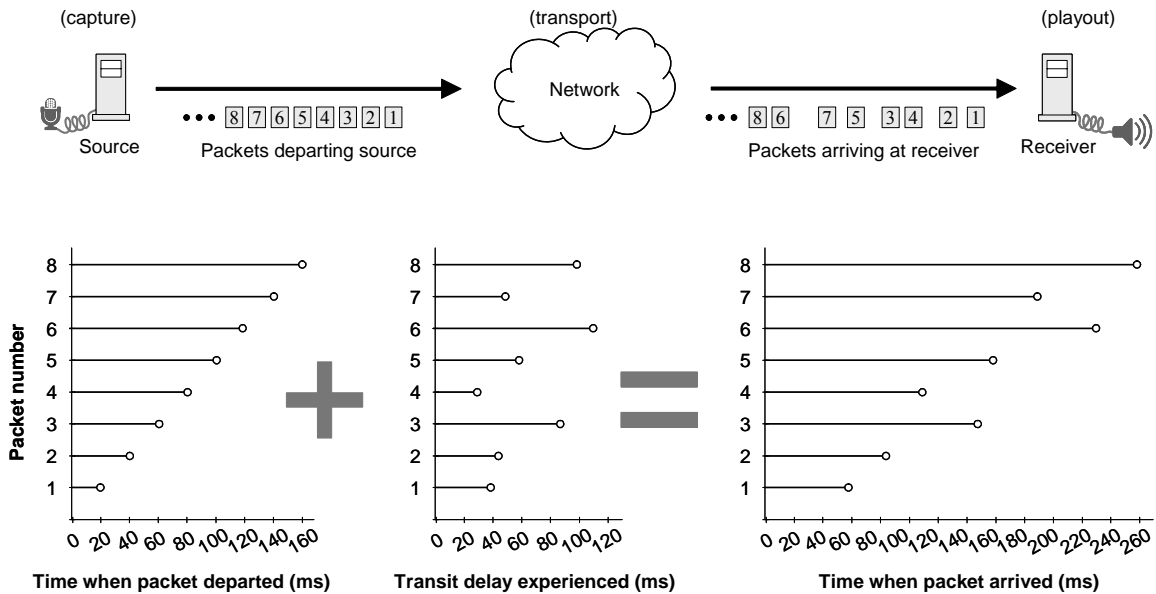 (capture)
(transport)
(playout)
Network
••• 8 7 6 5 4 3 2 1
••• 8 6 7 5 3 4 2 1
Source
Packets departing source
Packets arriving at receiver
Receiver
Packet number
8
7
6
5
4
3
2
1
0 20 40 60 80 100 120 140 160
Time when packet departed (ms)
8
7
6
5
4
3
2
1
0 20 40 60 80 100 120
Transit delay experienced (ms)
8
7
6
5
4
3
2
1
0 20 40 60 80 100 120 140 160 180 200 220 240 260
Time when packet arrived (ms)